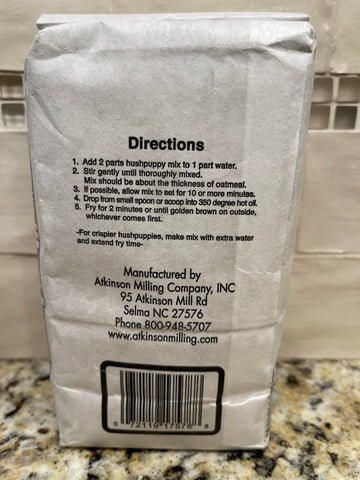 Directions
1. Add 2 parts hushpuppy mix to 1 part water.
2. Stir gently until thoroughly mixed.
Mix should be about the thickness of oatmeal.
3. If possible, allow mix to set for 10 or more minutes.
4. Drop from small spoon or scoop into 350 degree hot oil.
5. Fry for 2 minutes or until golden brown on outside,
whichever comes first.
-For crispier hushpuppies, make mix with extra water
and extend fry time-
Manufactured by
Atkinson Milling Company, INC
95 Atkinson Mill Rd
Selma NC 27576
Phone 800-948-5707
www.atkinsonmilling.com
0 72119 17578 6